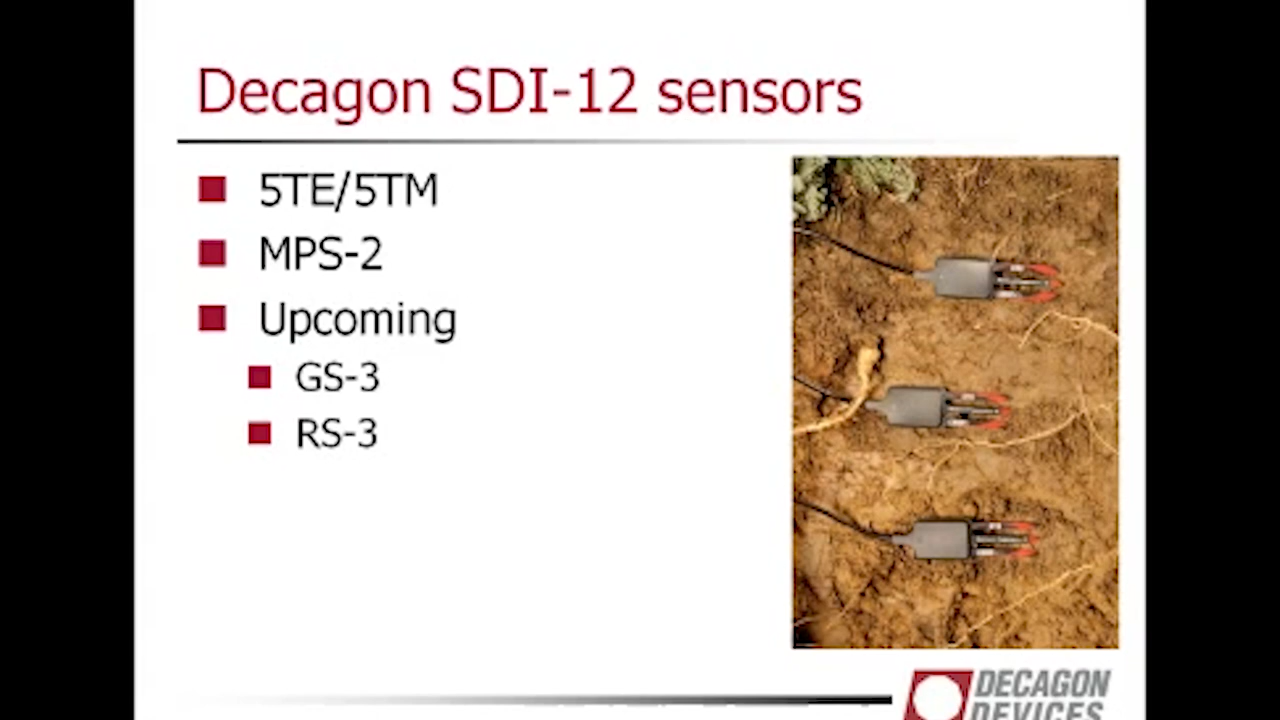 Decagon SDI-12 sensors
5TE/5TM
MPS-2
Upcoming
GS-3
RS-3
DECAGON
DEVICES